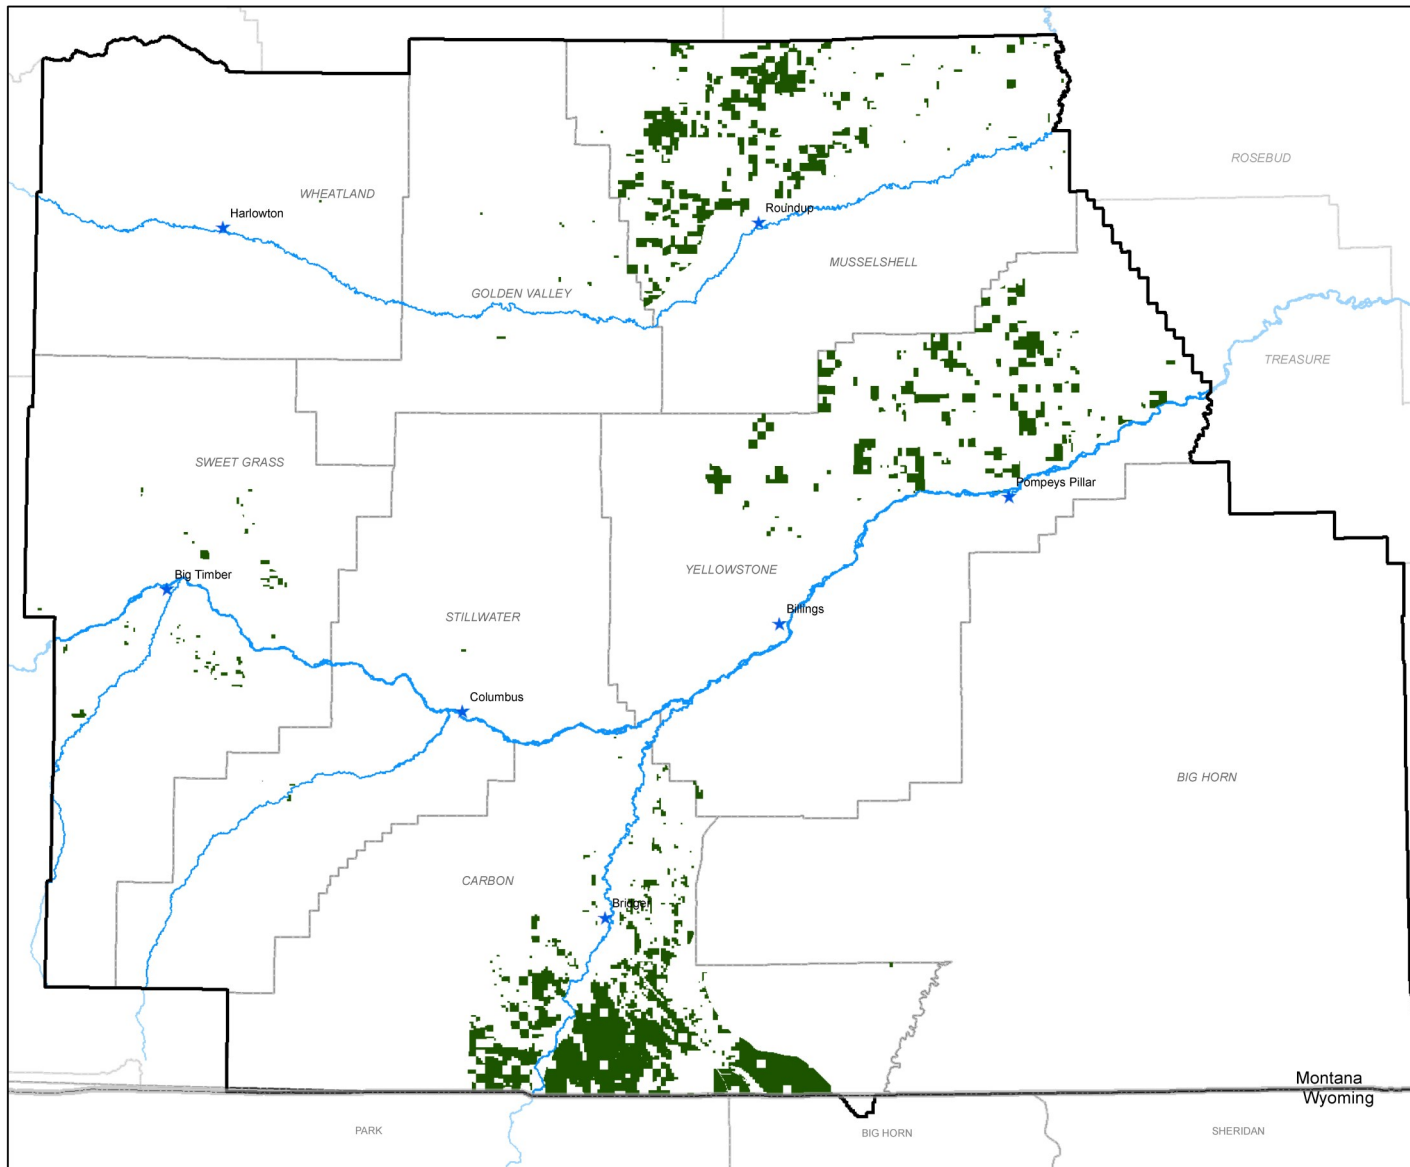 ROSEBUD
WHEATLAND
Harlowton
Roundup
MUSSELSHELL
GOLDEN VALLEY
TREASURE
SWEET GRASS
Pompeys Pillar
Big Timber
YELLOWSTONE
Billings
STILLWATER
Columbus
BIG HORN
CARBON
Bridger
Montana
Wyoming
PARK
BIG HORN
SHERIDAN